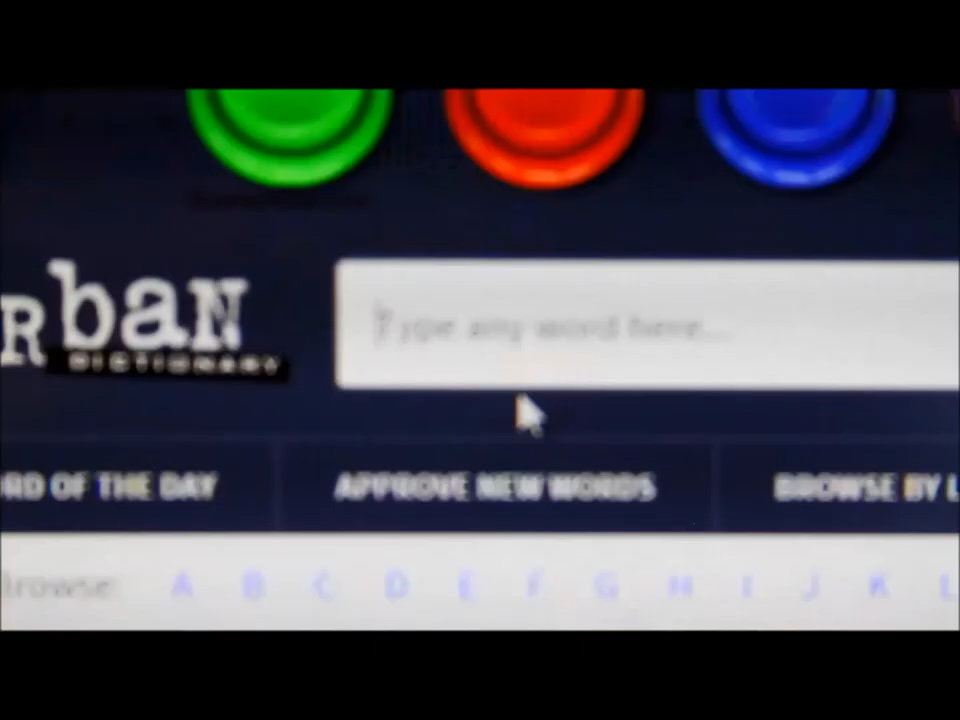 Rban
DICTIONARY
Type any word here...
RD OF THE DAY
APPROVE NEW WORDS
BROWSE BY L
Browse: A B C D E F G H I J K L